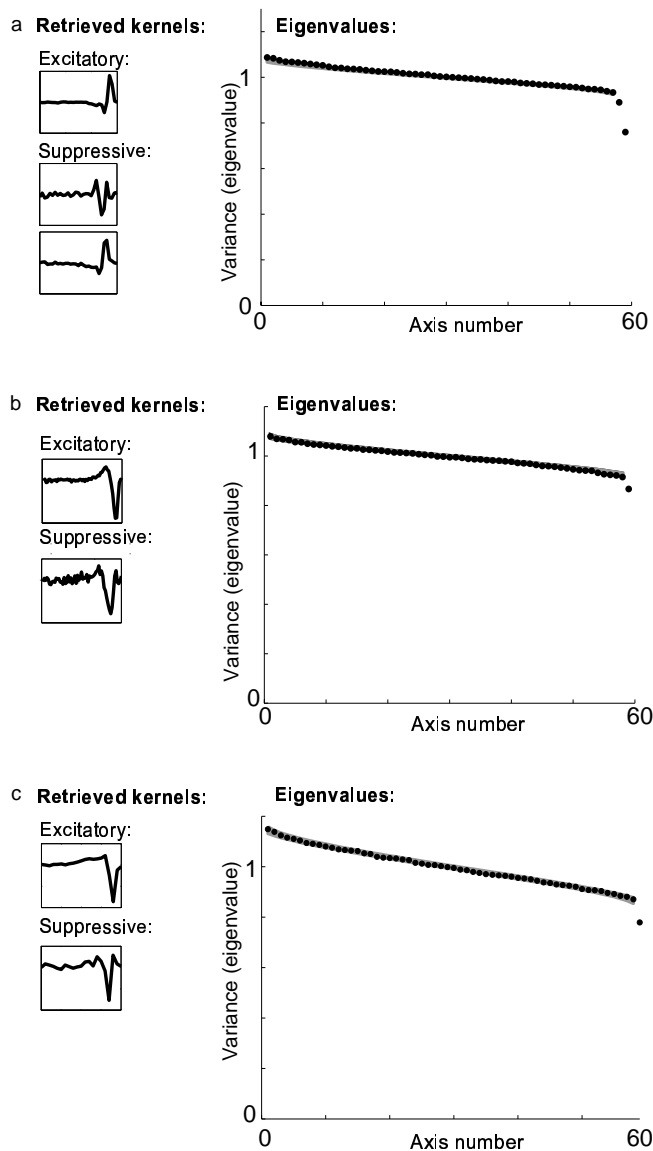 a Retrieved kernels: Eigenvalues:
Excitatory:
Suppressive:
Variance (eigenvalue)
1
0
0 Axis number 60
b Retrieved kernels: Eigenvalues:
Excitatory:
Suppressive:
Variance (eigenvalue)
1
0
0 Axis number 60
c Retrieved kernels: Eigenvalues:
Excitatory:
Suppressive:
Variance (eigenvalue)
1
0
0 Axis number 60